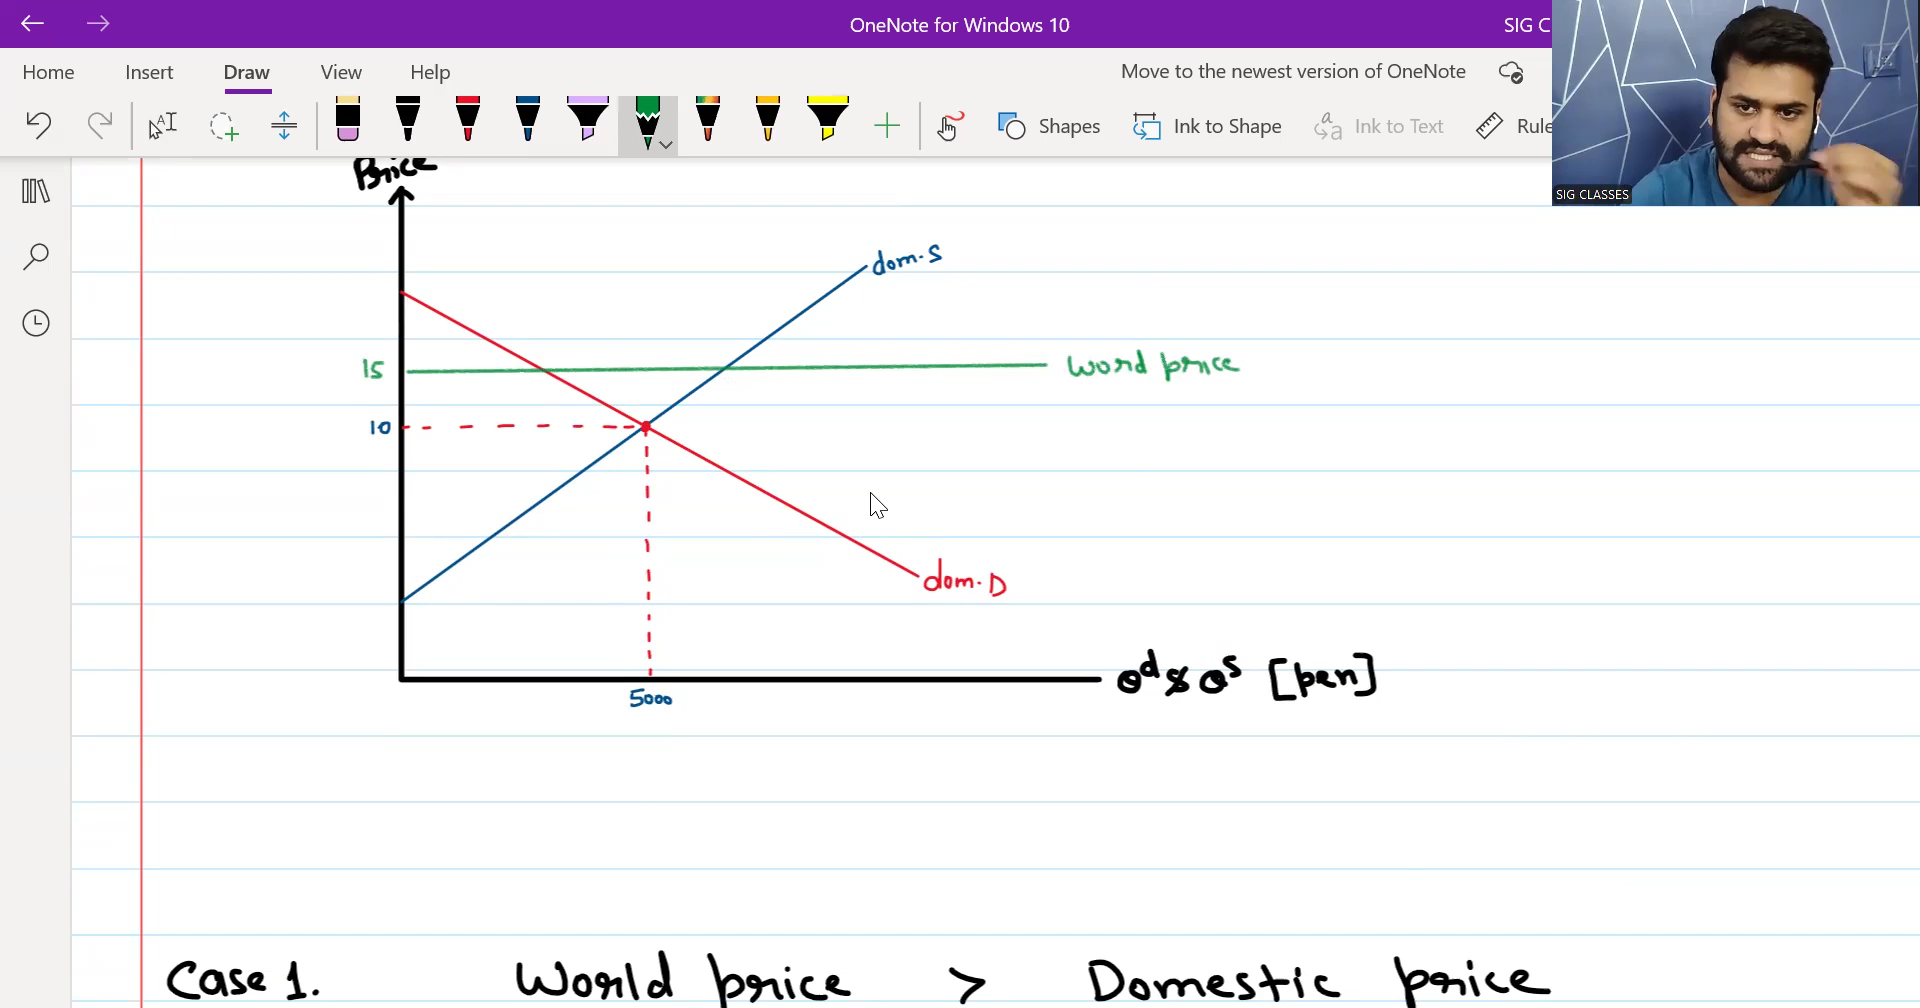 OneNote for Windows 10
SIG C
Home Insert Draw View Help
Move to the newest version of OneNote
Shapes Ink to Shape Ink to Text Rule
SIG CLASSES
Price
dom. S
15
Word price
10
dom. D
Qd & Qs [pen]
5000
Case 1. World price > Domestic price